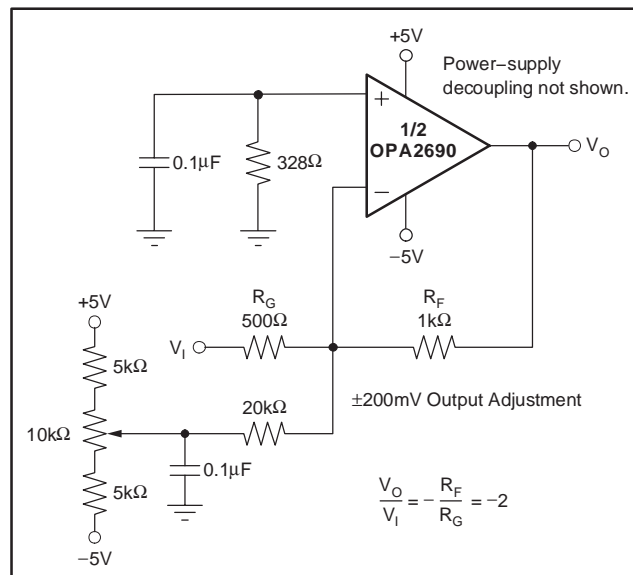 +5V
Power−supply
decoupling not shown.
+
1/2
OPA2690
V_O
0.1µF
328Ω
−
−5V
R_G
500Ω
R_F
1kΩ
V_I
+5V
5kΩ
±200mV Output Adjustment
20kΩ
10kΩ
0.1µF
5kΩ
−5V
V_O / V_I = − R_F / R_G = −2